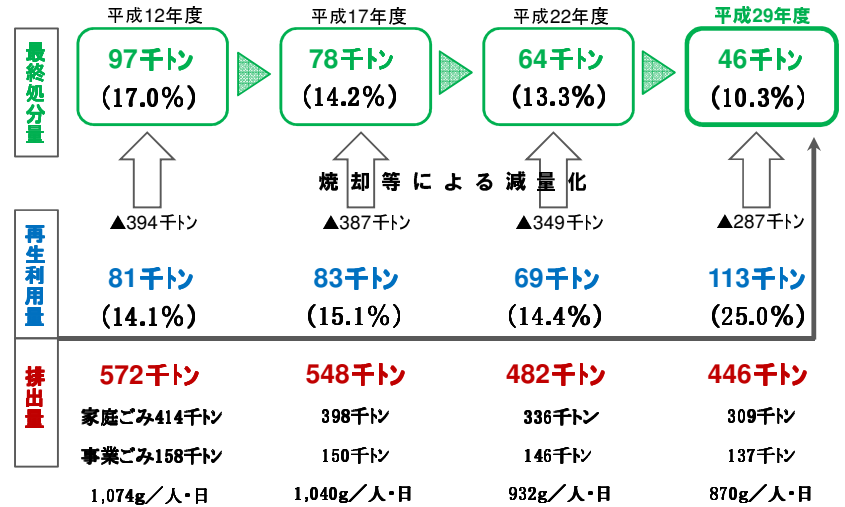 平成12年度 平成17年度 平成22年度 平成29年度
最終処分量
97千トン 78千トン 64千トン 46千トン
(17.0%) (14.2%) (13.3%) (10.3%)
焼却等による減量化
▲394千トン ▲387千トン ▲349千トン ▲287千トン
再生利用量
81千トン 83千トン 69千トン 113千トン
(14.1%) (15.1%) (14.4%) (25.0%)
排出量
572千トン 548千トン 482千トン 446千トン
家庭ごみ414千トン 398千トン 336千トン 309千トン
事業ごみ158千トン 150千トン 146千トン 137千トン
1,074g／人・日 1,040g／人・日 932g／人・日 870g／人・日